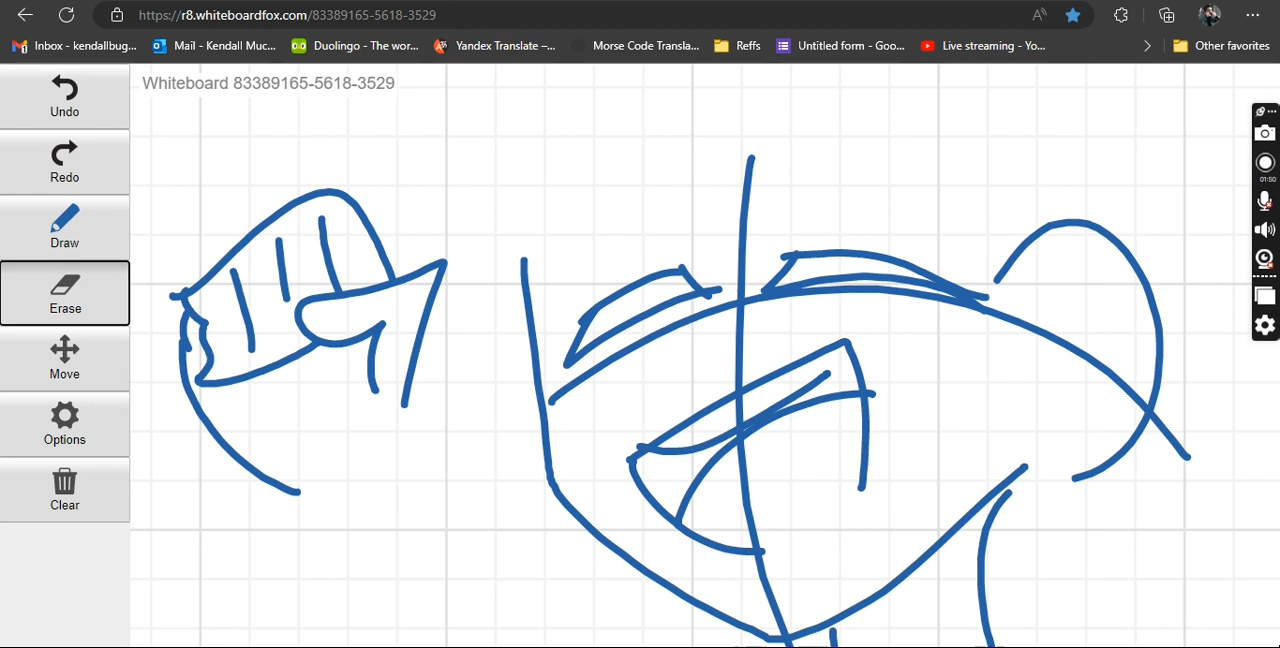 https://r8.whiteboardfox.com/83389165-5618-3529
Inbox - kendallbug... Mail - Kendall Muc... Duolingo - The wor... Yandex Translate –... Morse Code Transla... Reffs Untitled form - Goo... Live streaming - Yo... Other favorites
Whiteboard 83389165-5618-3529
Undo
Redo
Draw
Erase
Move
Options
Clear
01:50